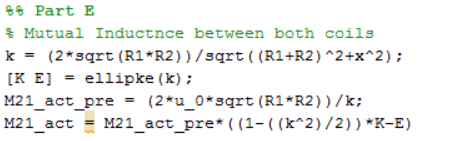 %% Part E
% Mutual Inductnce between both coils
k = (2*sqrt(R1*R2))/sqrt((R1+R2)^2+x^2);
[K E] = ellipke(k);
M21_act_pre = (2*u_0*sqrt(R1*R2))/k;
M21_act = M21_act_pre*((1-((k^2)/2))*K-E)